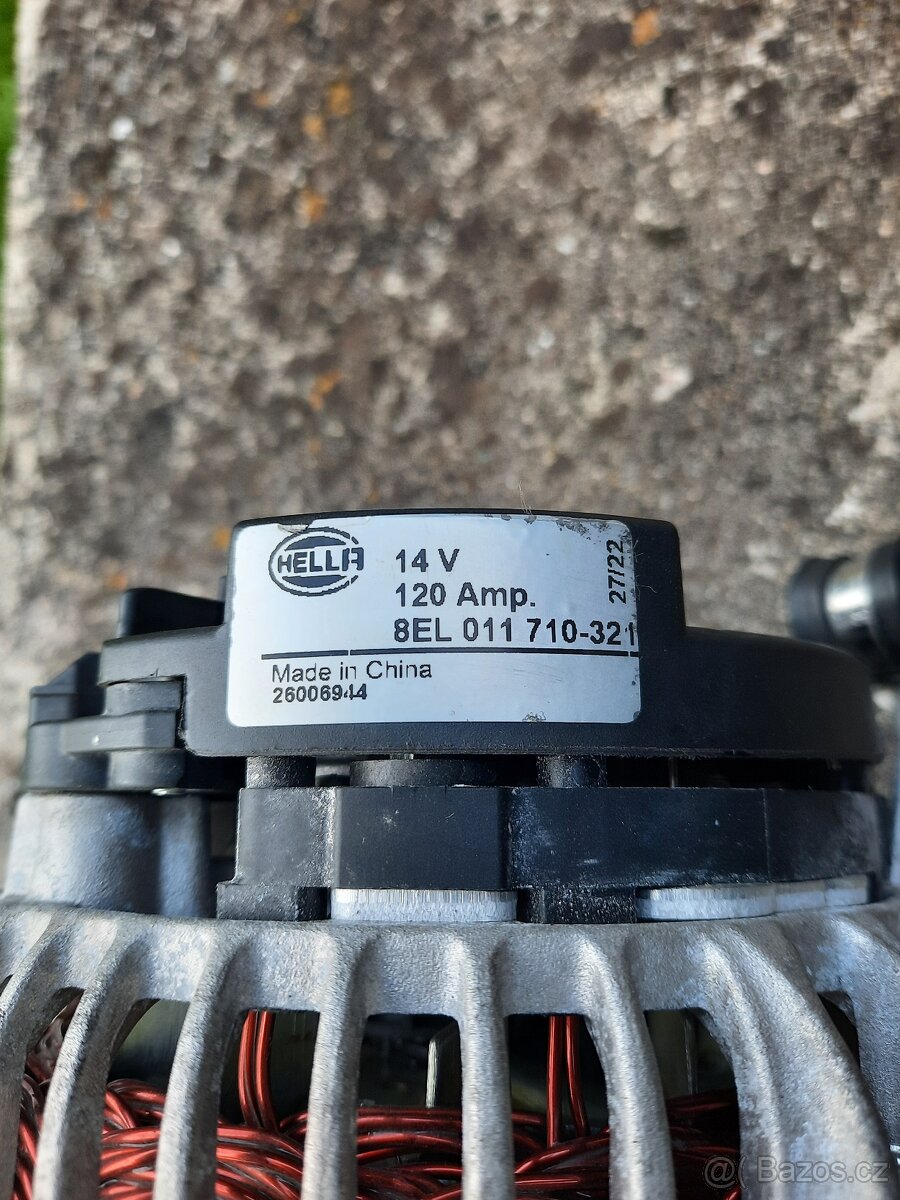 HELLA
14 V
120 Amp.
8EL 011 710-321
27/22
Made in China
26006944
@ Bazos.cz